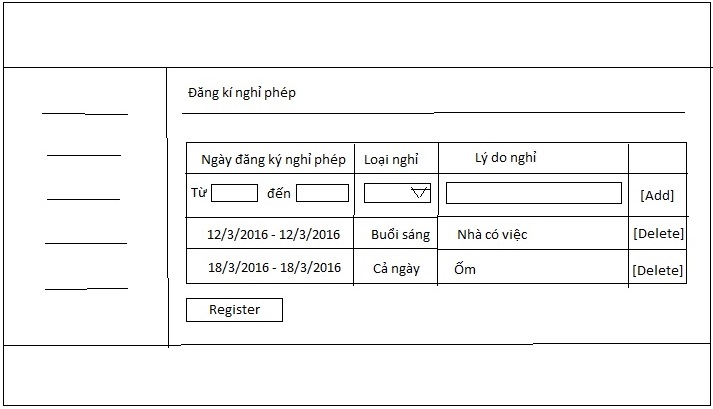 Đăng kí nghỉ phép
Ngày đăng ký nghỉ phép Loại nghỉ Lý do nghỉ
Từ đến [Add]
12/3/2016 - 12/3/2016 Buổi sáng Nhà có việc [Delete]
18/3/2016 - 18/3/2016 Cả ngày Ốm [Delete]
Register